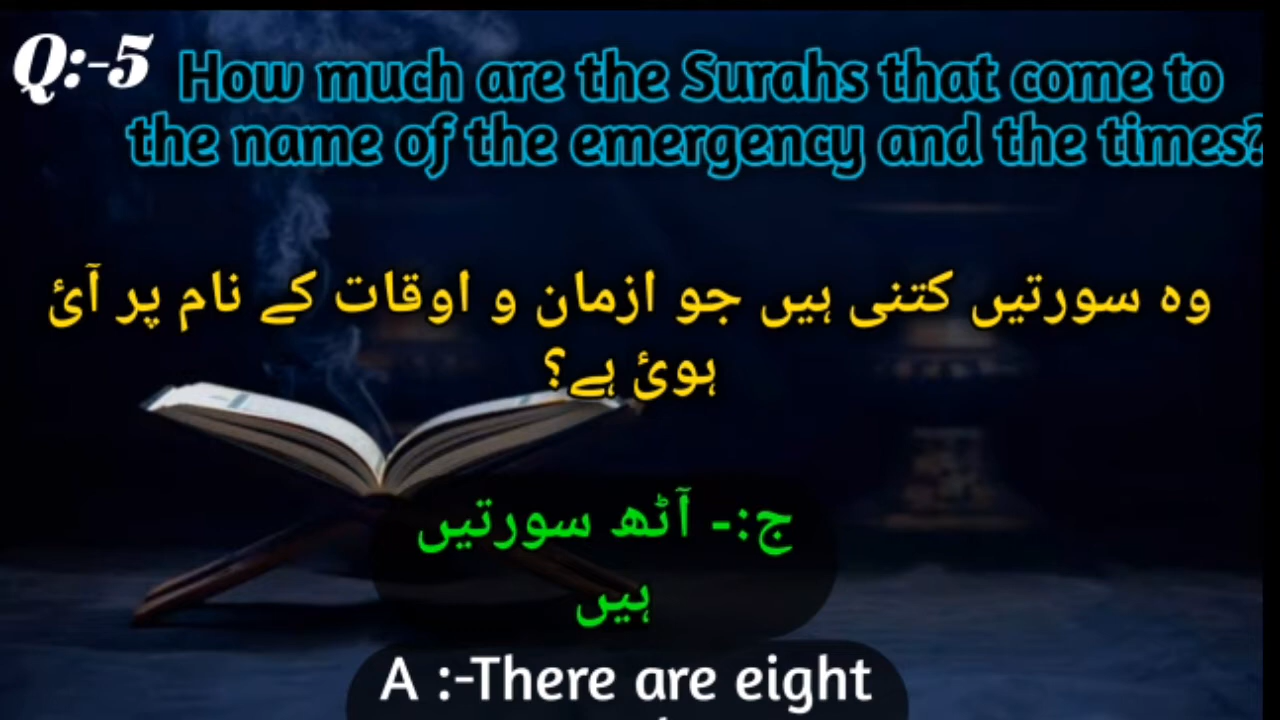 Q:-5
How much are the Surahs that come to
the name of the emergency and the times?
وہ سورتیں کتنی ہیں جو ازمان و اوقات کے نام پر آئ
ہوئ ہے؟
ج:- آٹھ سورتیں
ہیں
A :-There are eight